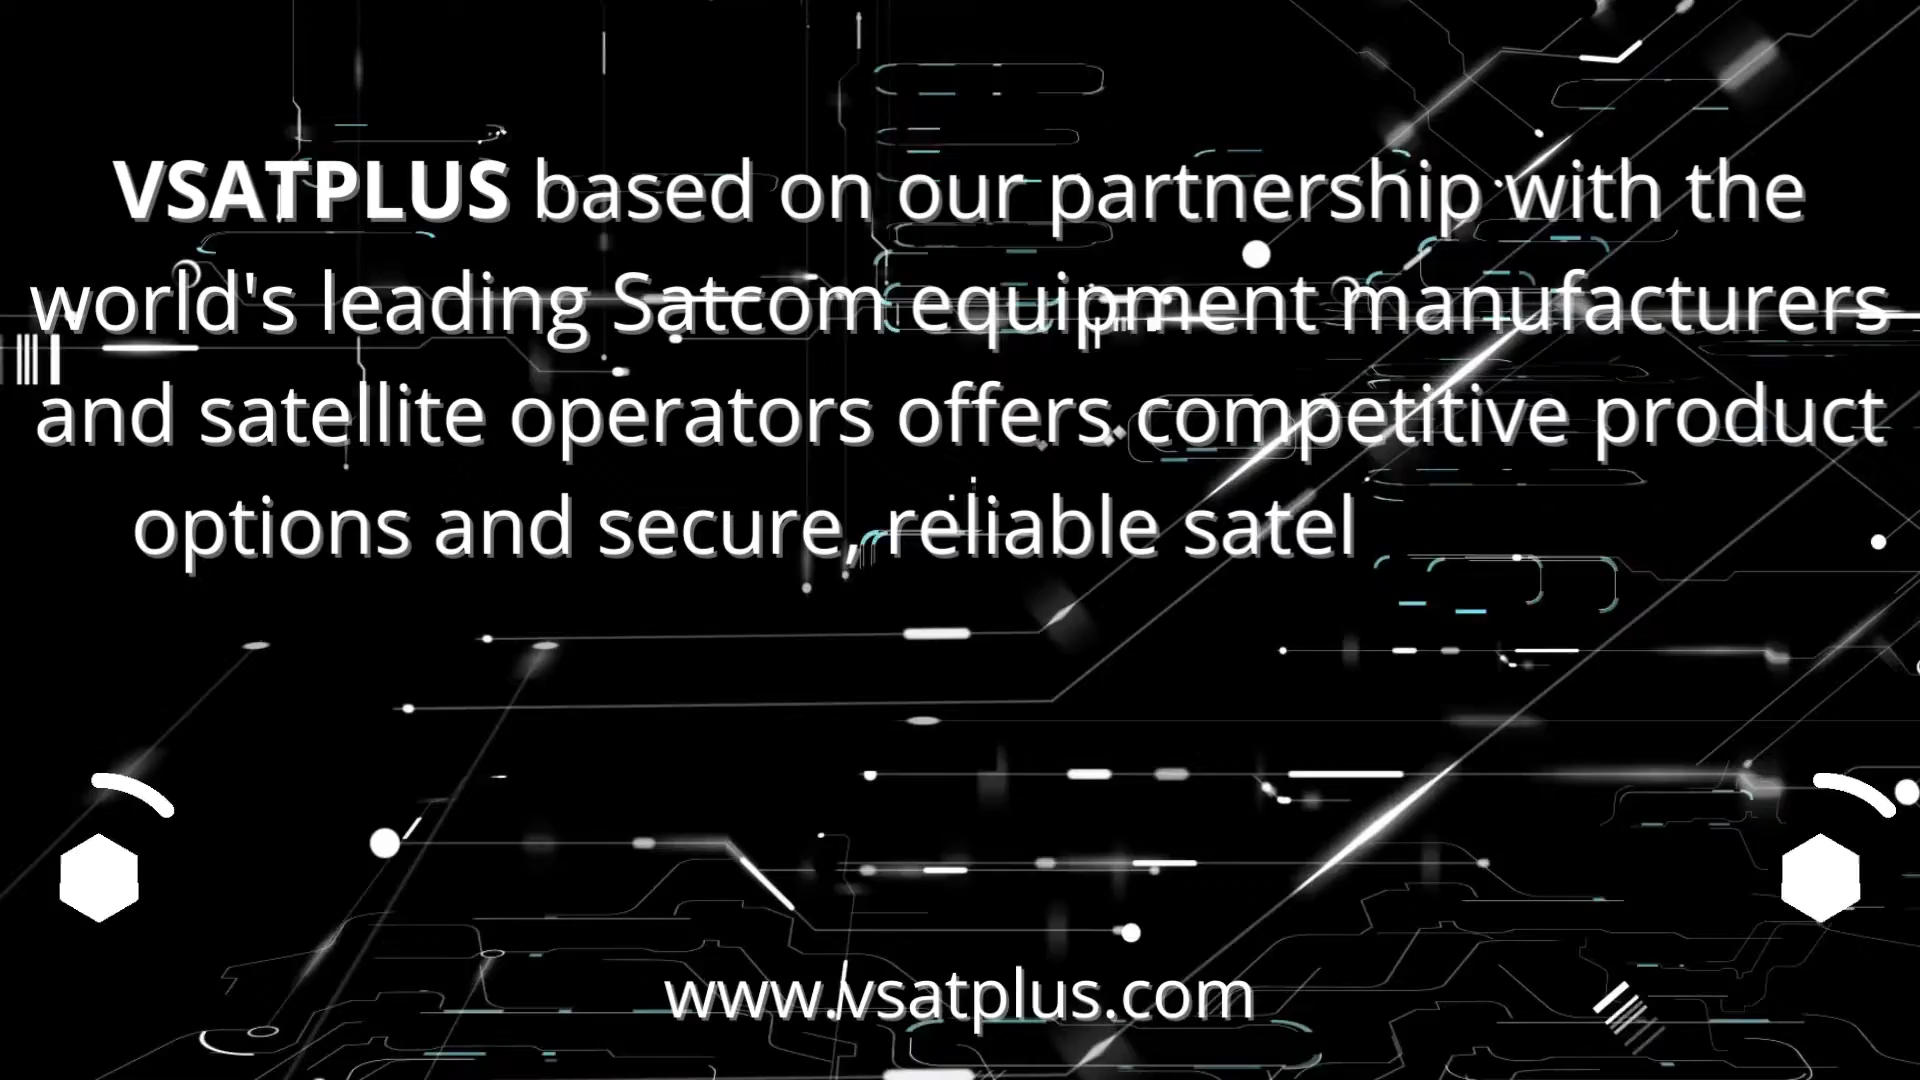 VSATPLUS based on our partnership with the
world's leading Satcom equipment manufacturers
and satellite operators offers competitive product
options and secure, reliable satel
www.vsatplus.com